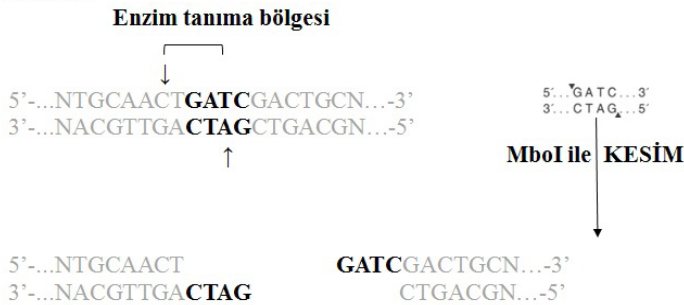 Enzim tanıma bölgesi
↓
5’-...NTGCAACTGATCGACTGCN...-3’
3’-...NACGTTGACTAGCTGACGN...-5’
↑
5′...GATC...3′
3′...CTAG...5′
MboI ile KESİM
5’-...NTGCAACT GATCGACTGCN...-3’
3’-...NACGTTGACTAG CTGACGN...-5’